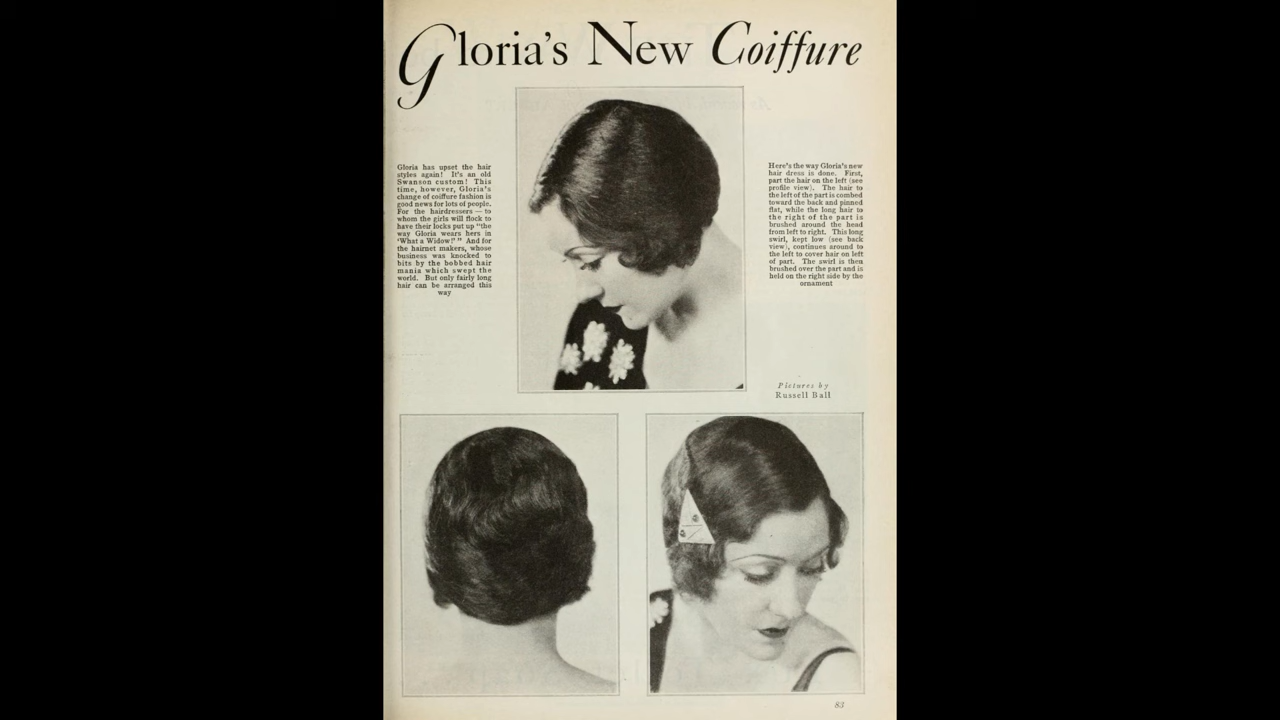 Gloria's New Coiffure
Gloria has upset the hair
styles again! It's an old
Swanson custom! This
time, however, Gloria's
change of coiffure fashion is
good news for lots of people.
For the hairdressers — to
whom the girls will flock to
have their locks put up "the
way Gloria wears hers in
'What a Widow!' " And for
the hairnet makers, whose
business was knocked to
bits by the bobbed hair
mania which swept the
world. But only fairly long
hair can be arranged this
way
Here's the way Gloria's new
hair dress is done. First,
part the hair on the left (see
profile view). The hair to
the left of the part is combed
toward the back and pinned
flat, while the long hair to
the right of the part is
brushed around the head
from left to right. This long
swirl, kept low (see back
view), continues around to
the left to cover hair on left
of part. The swirl is then
brushed over the part and is
held on the right side by the
ornament
Pictures by
Russell Ball
83